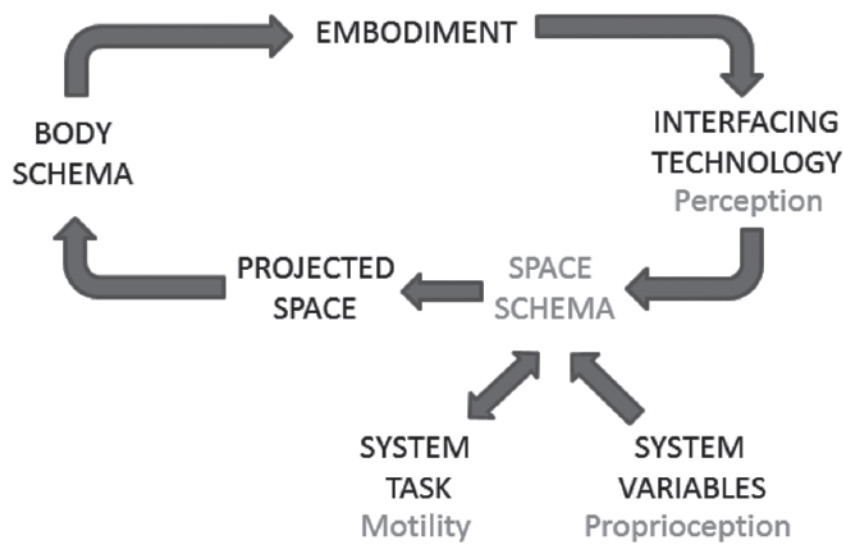 EMBODIMENT
INTERFACING
TECHNOLOGY
Perception
BODY
SCHEMA
PROJECTED
SPACE
SPACE
SCHEMA
SYSTEM
TASK
Motility
SYSTEM
VARIABLES
Proprioception